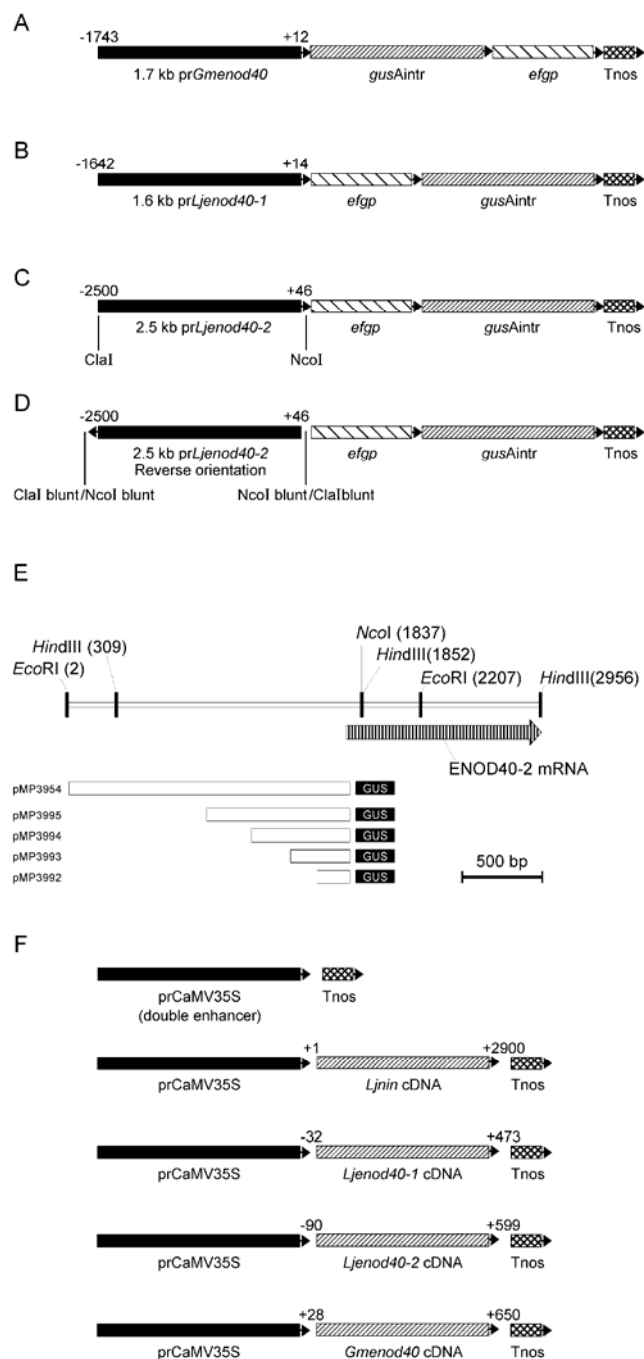 A
-1743 +12
1.7 kb prGmenod40 gusAintr efgp Tnos
B
-1642 +14
1.6 kb prLjenod40-1 efgp gusAintr Tnos
C
-2500 +46
2.5 kb prLjenod40-2 efgp gusAintr Tnos
ClaI NcoI
D
-2500 +46
2.5 kb prLjenod40-2 efgp gusAintr Tnos
Reverse orientation
ClaI blunt/NcoI blunt NcoI blunt/ClaIblunt
E
NcoI (1837)
HindIII (309) HindIII(1852)
EcoRI (2) EcoRI (2207) HindIII(2956)
ENOD40-2 mRNA
pMP3954 GUS
pMP3995 GUS
pMP3994 GUS
pMP3993 GUS
pMP3992 GUS
500 bp
F
prCaMV35S Tnos
(double enhancer)
+1 +2900
prCaMV35S Ljnin cDNA Tnos
-32 +473
prCaMV35S Ljenod40-1 cDNA Tnos
-90 +599
prCaMV35S Ljenod40-2 cDNA Tnos
+28 +650
prCaMV35S Gmenod40 cDNA Tnos